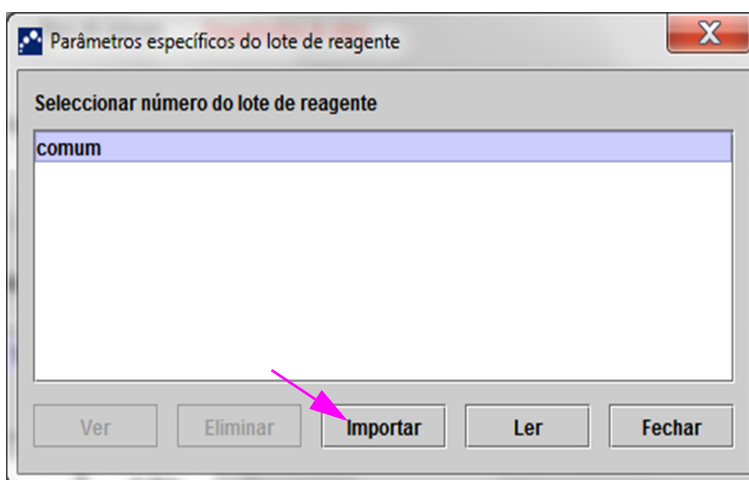 Parâmetros específicos do lote de reagente
Seleccionar número do lote de reagente
comum
Ver Eliminar Importar Ler Fechar